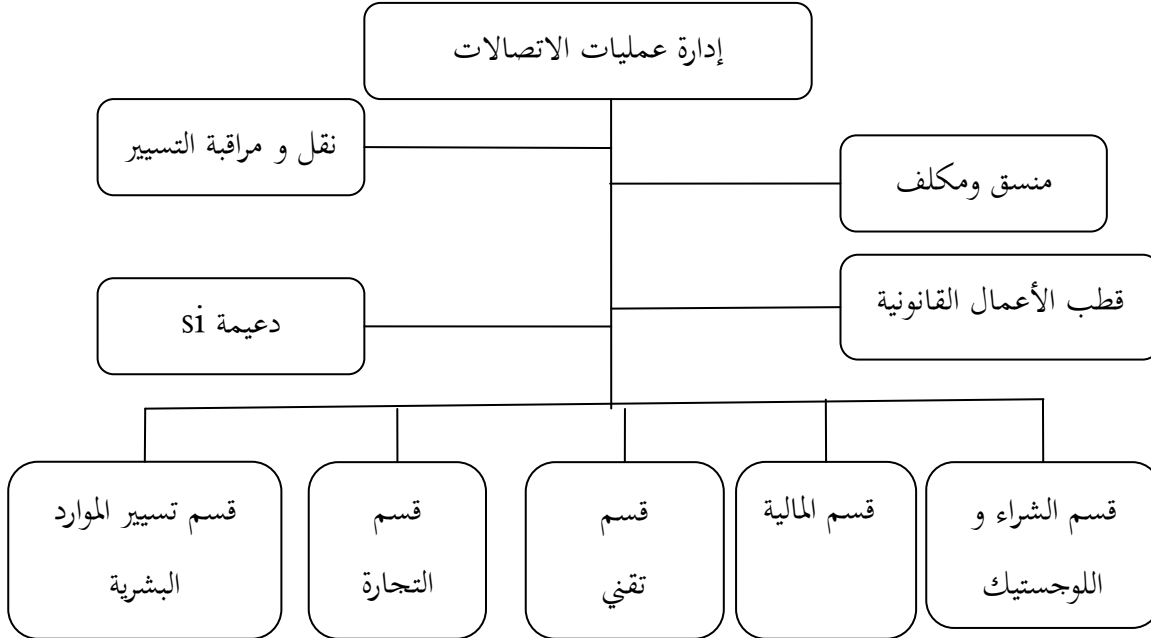 إدارة عمليات الاتصالات
نقل و مراقبة التسيير
منسق ومكلف
قطب الأعمال القانونية
دعيمة si
قسم الشراء و
اللوجستيك
قسم المالية
قسم
تقني
قسم
التجارة
قسم تسيير الموارد
البشرية